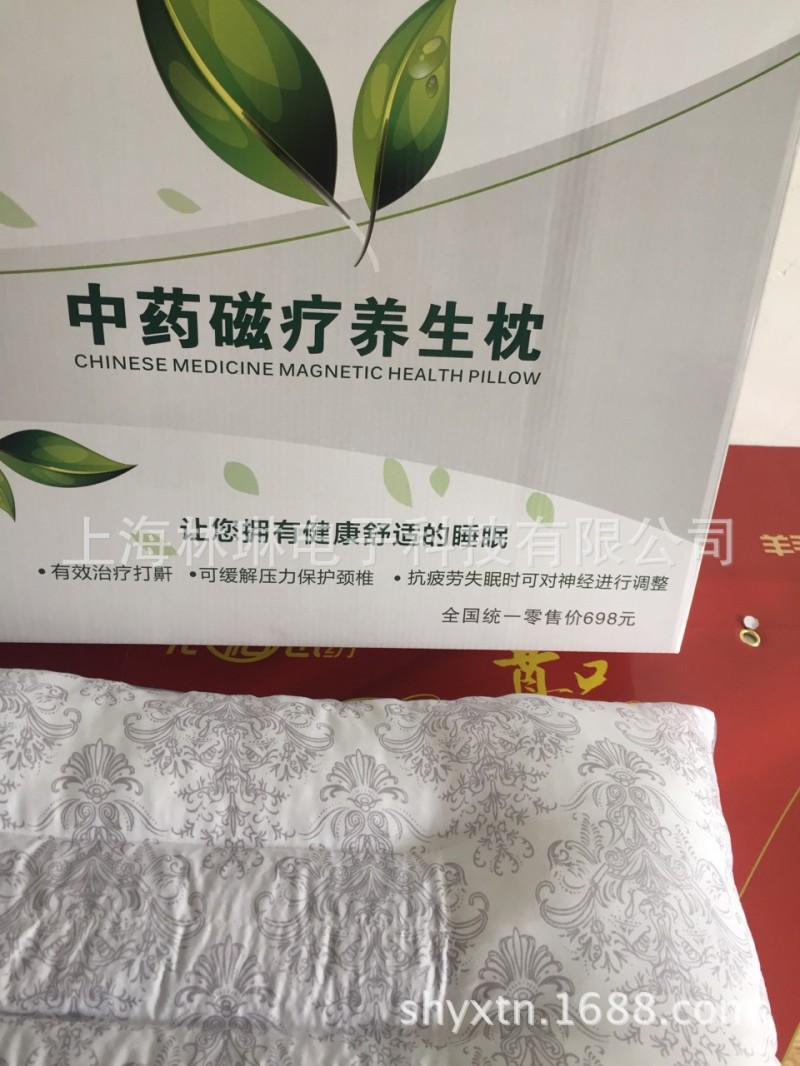 中药磁疗养生枕
CHINESE MEDICINE MAGNETIC HEALTH PILLOW
让您拥有健康舒适的睡眠
上海林琳电子科技有限公司
•有效治疗打鼾 •可缓解压力保护颈椎 •抗疲劳失眠时可对神经进行调整
全国统一零售价698元
shyxtn.1688.com